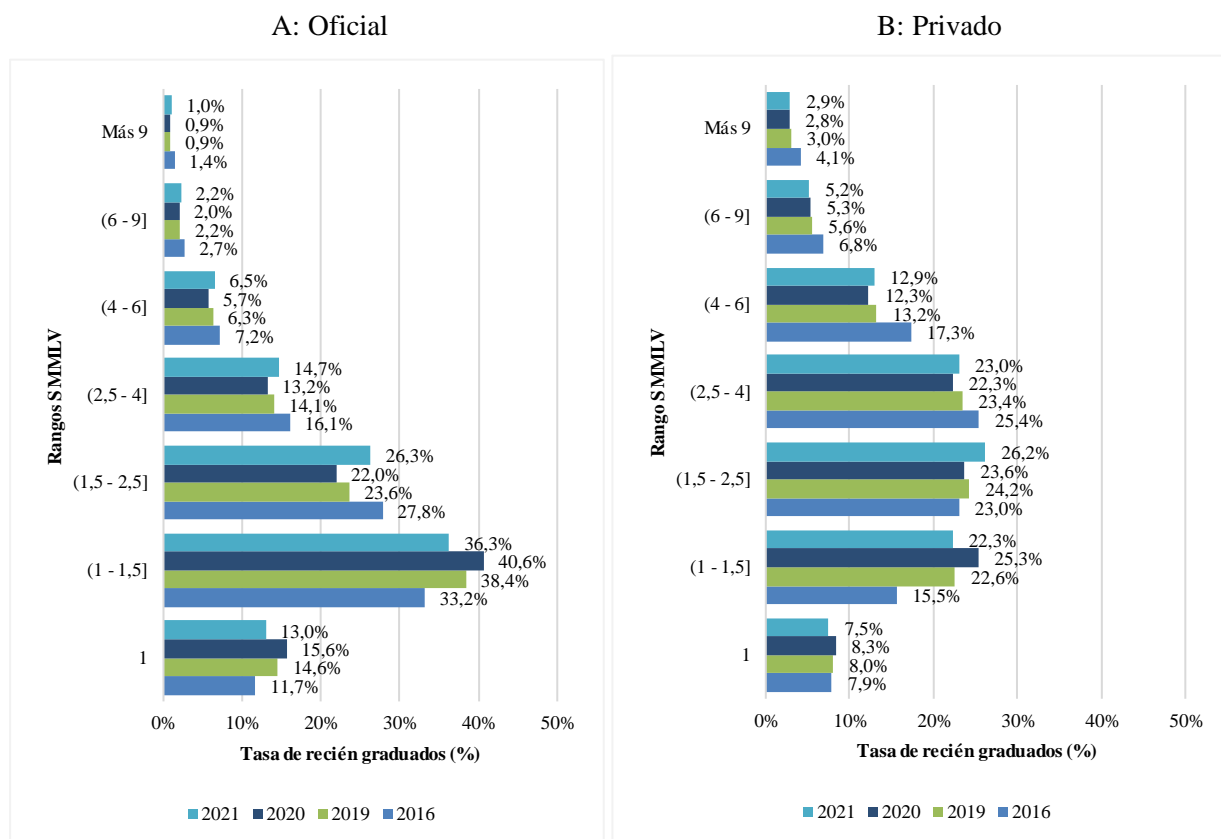 A: Oficial
Rangos SMMLV
Más 9
1,0%
0,9%
0,9%
1,4%
(6 - 9]
2,2%
2,0%
2,2%
2,7%
(4 - 6]
6,5%
5,7%
6,3%
7,2%
(2,5 - 4]
14,7%
13,2%
14,1%
16,1%
(1,5 - 2,5]
26,3%
22,0%
23,6%
27,8%
(1 - 1,5]
36,3%
40,6%
38,4%
33,2%
1
13,0%
15,6%
14,6%
11,7%
0% 10% 20% 30% 40% 50%
Tasa de recién graduados (%)
2021 2020 2019 2016
B: Privado
Rango SMMLV
Más 9
2,9%
2,8%
3,0%
4,1%
(6 - 9]
5,2%
5,3%
5,6%
6,8%
(4 - 6]
12,9%
12,3%
13,2%
17,3%
(2,5 - 4]
23,0%
22,3%
23,4%
25,4%
(1,5 - 2,5]
26,2%
23,6%
24,2%
23,0%
(1 - 1,5]
22,3%
25,3%
22,6%
15,5%
1
7,5%
8,3%
8,0%
7,9%
0% 10% 20% 30% 40% 50%
Tasa de recién graduados (%)
2021 2020 2019 2016